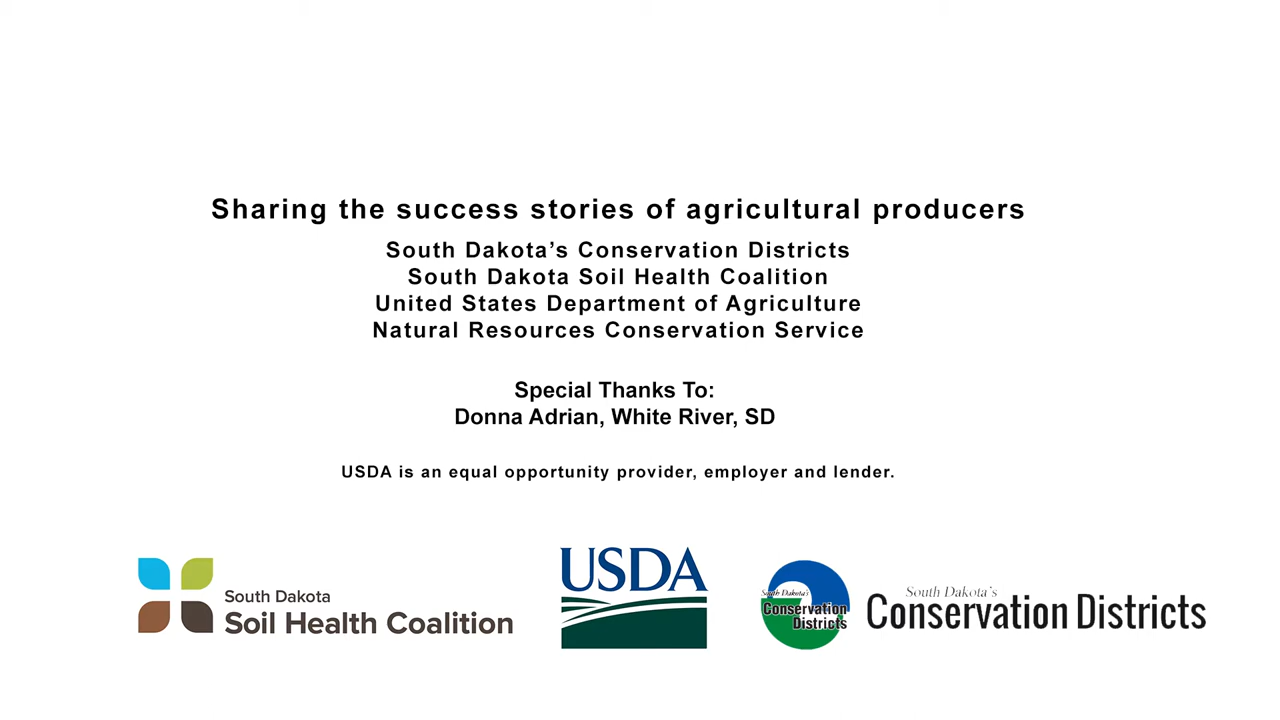 Sharing the success stories of agricultural producers
South Dakota’s Conservation Districts
South Dakota Soil Health Coalition
United States Department of Agriculture
Natural Resources Conservation Service
Special Thanks To:
Donna Adrian, White River, SD
USDA is an equal opportunity provider, employer and lender.
South Dakota
Soil Health Coalition
USDA
South Dakota's
Conservation
Districts
South Dakota's
Conservation Districts